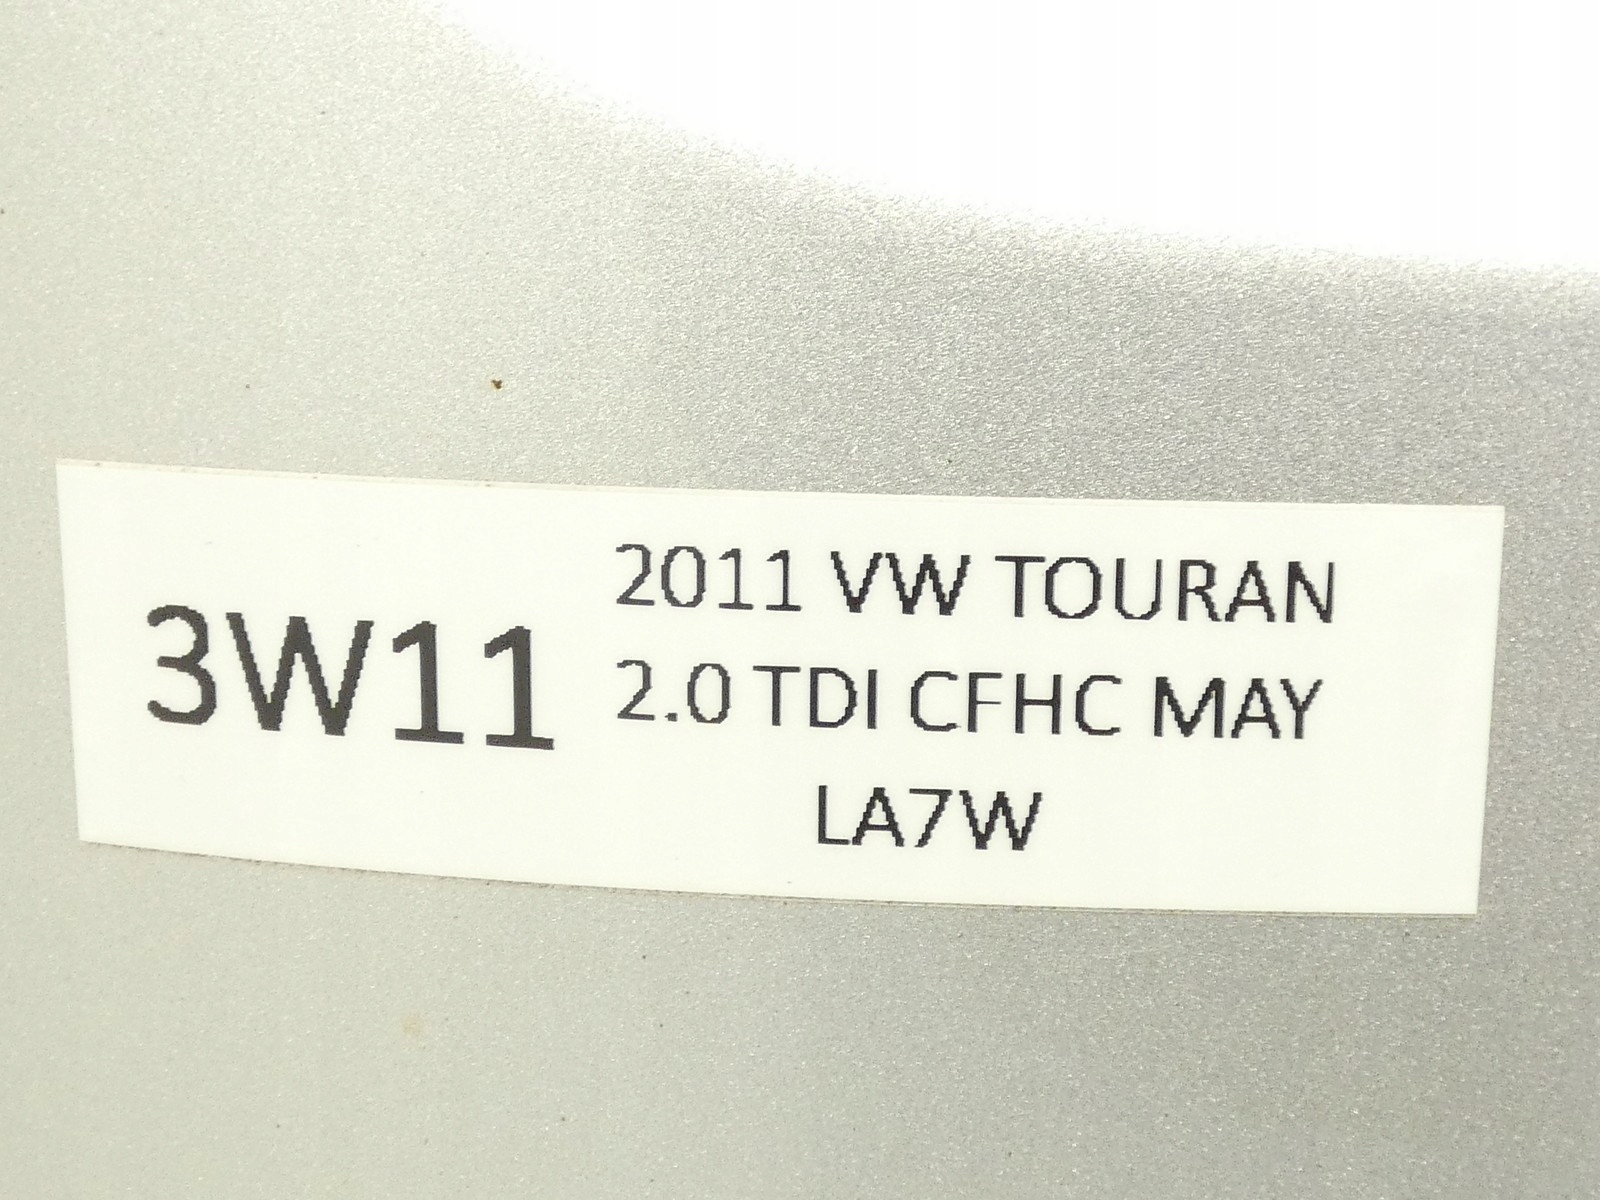 3W11
2011 VW TOURAN
2.0 TDI CFHC MAY
LA7W